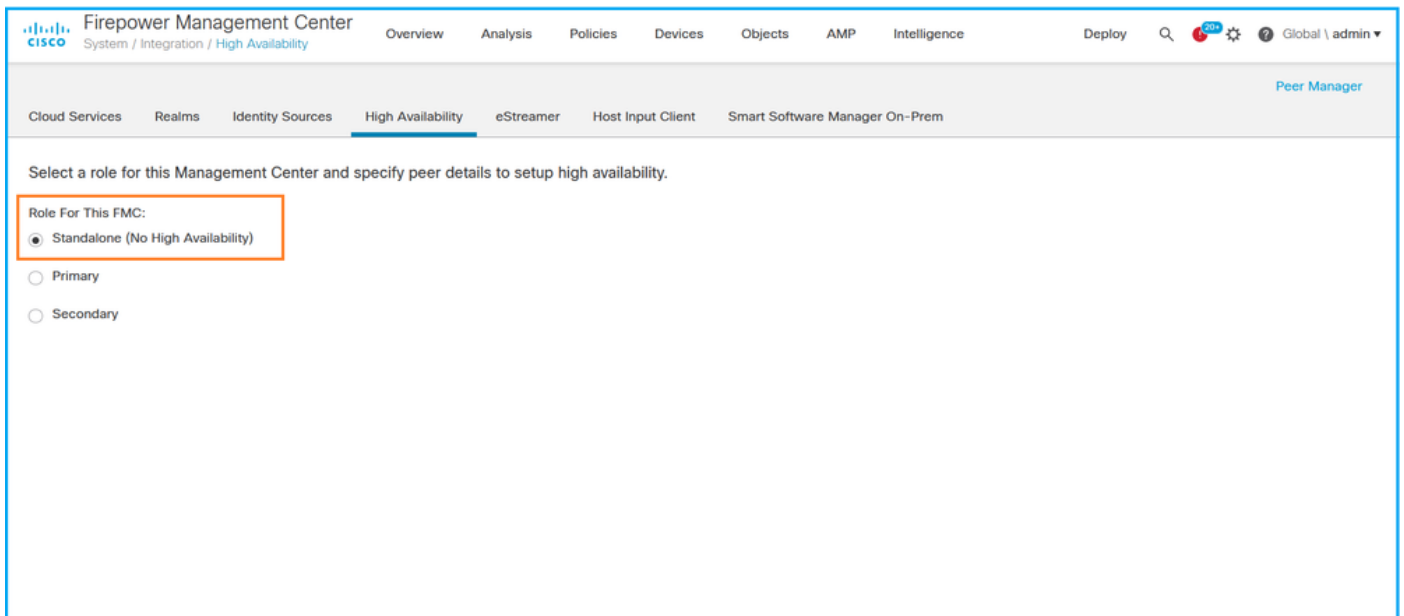 CISCO
Firepower Management Center
System / Integration / High Availability
Overview Analysis Policies Devices Objects AMP Intelligence Deploy 20+ Global \ admin
Peer Manager
Cloud Services Realms Identity Sources High Availability eStreamer Host Input Client Smart Software Manager On-Prem
Select a role for this Management Center and specify peer details to setup high availability.
Role For This FMC:
Standalone (No High Availability)
Primary
Secondary